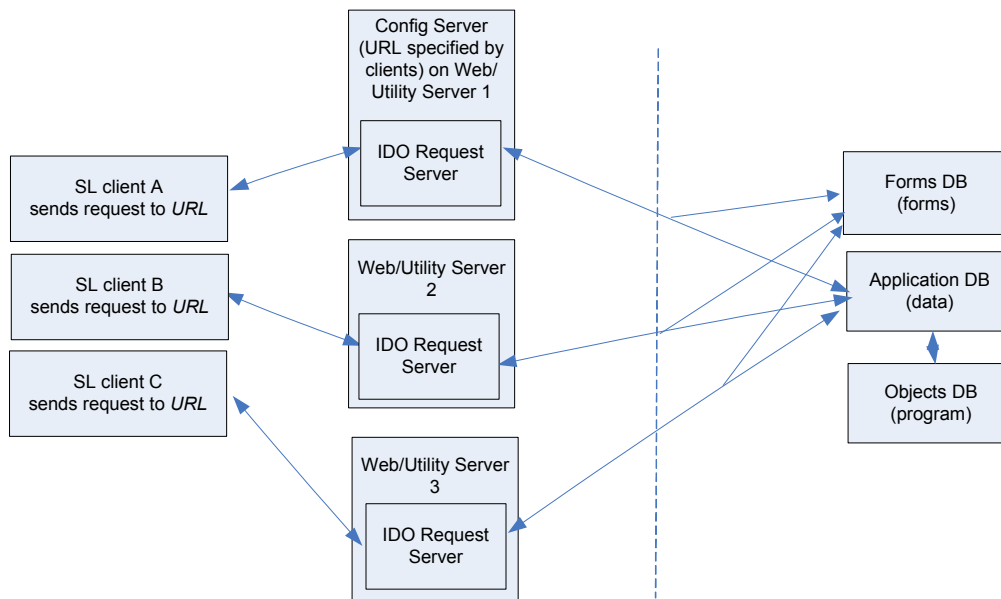 Config Server
(URL specified by
clients) on Web/
Utility Server 1
IDO Request
Server
SL client A
sends request to URL
SL client B
sends request to URL
SL client C
sends request to URL
Web/Utility Server
2
IDO Request
Server
Web/Utility Server
3
IDO Request
Server
Forms DB
(forms)
Application DB
(data)
Objects DB
(program)